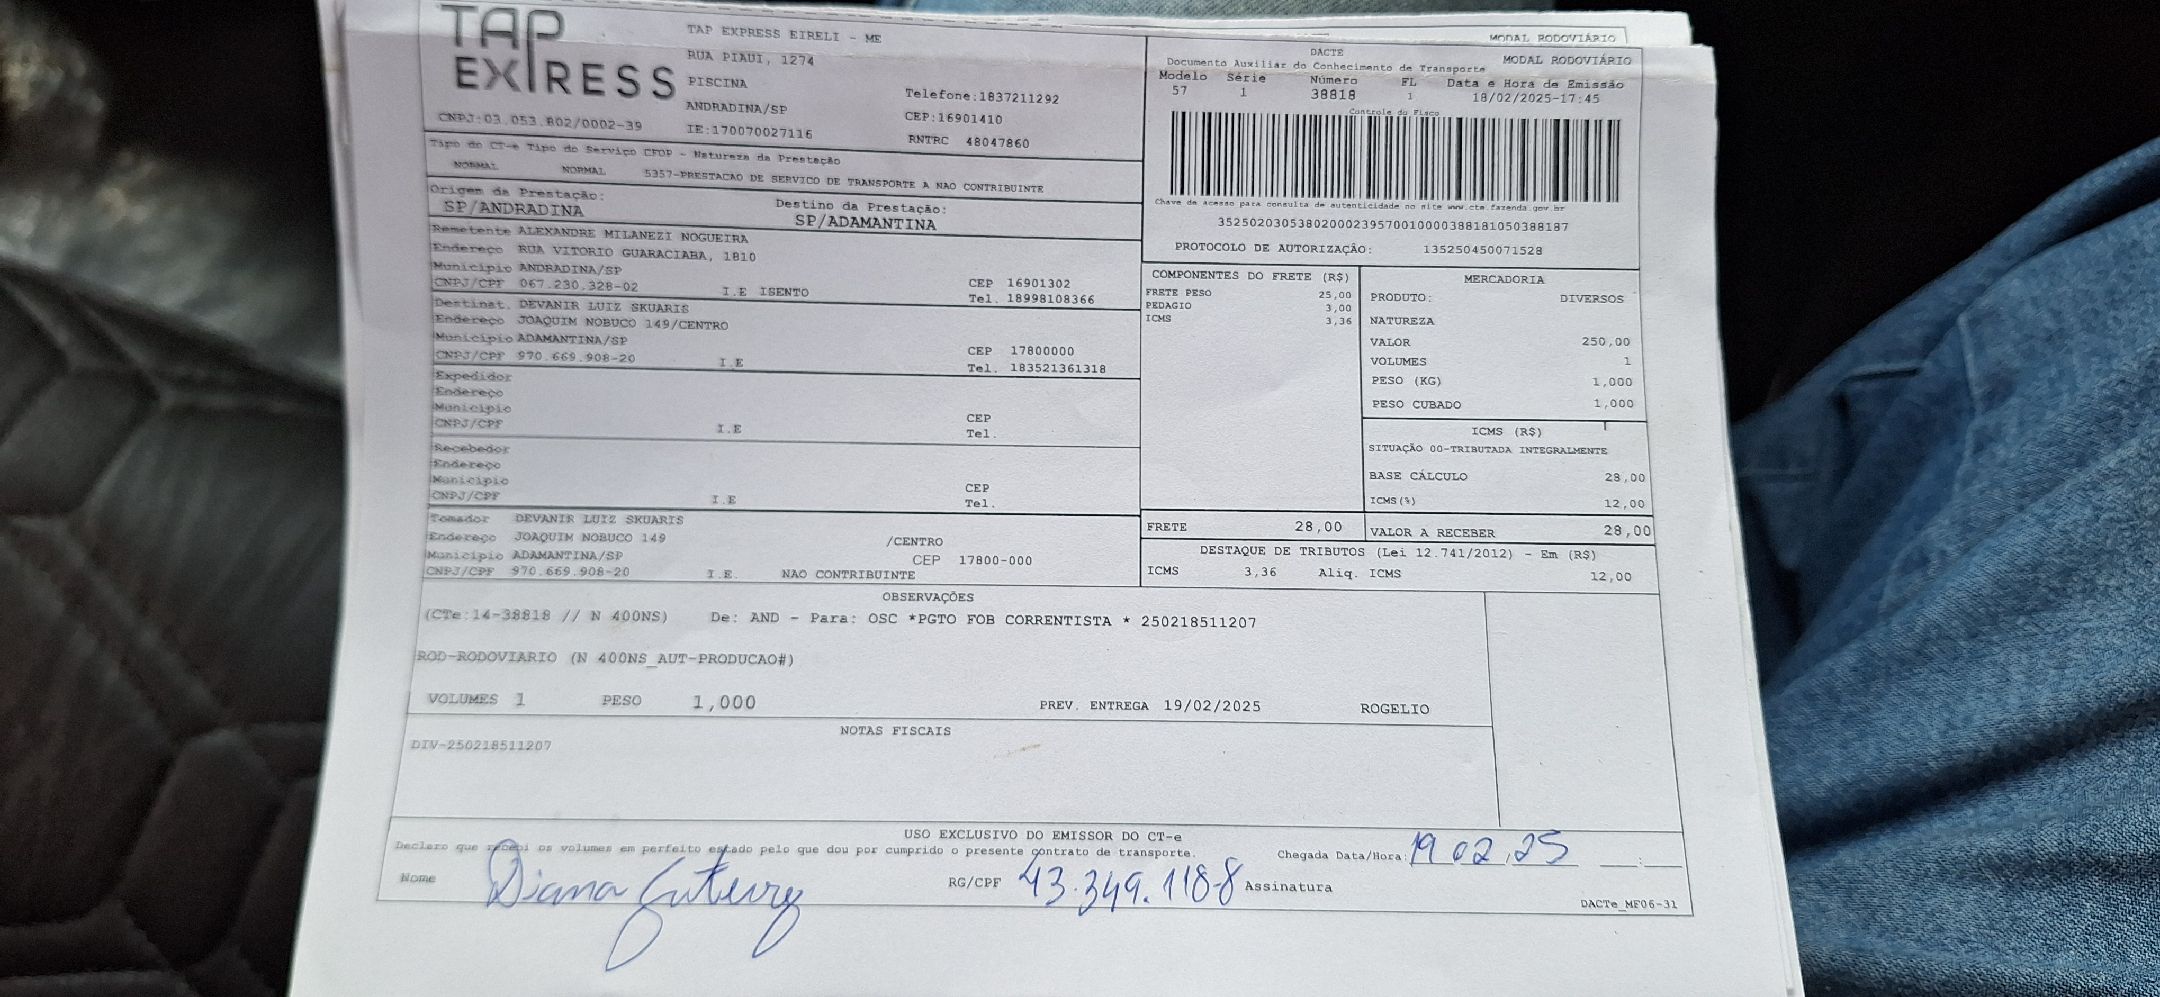 TAP EXPRESS
TAP EXPRESS EIRELI - ME
RUA PIAUI, 1274
PISCINA
ANDRADINA/SP
IE:170070027116
Telefone:1837211292
CEP:16901410
RNTRC 48047860
CNPJ:03.053.802/0002-39
MODAL RODOVIÁRIO
DACTE MODAL RODOVIÁRIO
Documento Auxiliar do Conhecimento de Transporte
Modelo Série Número FL Data e Hora de Emissão
57 1 38818 1 18/02/2025-17:45
Controle do Fisco
Chave de acesso para consulta de autenticidade no site www.cte.fazenda.gov.br
35250203053802000239570010000388181050388187
PROTOCOLO DE AUTORIZAÇÃO: 135250450071528
Tipo do CT-e Tipo do Serviço CFOP - Natureza da Prestação
NORMAL NORMAL 5357-PRESTACAO DE SERVICO DE TRANSPORTE A NAO CONTRIBUINTE
Origem da Prestação: Destino da Prestação:
SP/ANDRADINA SP/ADAMANTINA
Remetente ALEXANDRE MILANEZI NOGUEIRA
Endereço RUA VITORIO GUARACIABA, 1810
Municipio ANDRADINA/SP CEP 16901302
CNPJ/CPF 067.230.328-02 I.E ISENTO Tel. 18998108366
Destinat. DEVANIR LUIZ SKUARIS
Endereço JOAQUIM NOBUCO 149/CENTRO
Municipio ADAMANTINA/SP CEP 17800000
CNPJ/CPF 970.669.908-20 I.E Tel. 183521361318
Expedidor
Endereço
Municipio CEP
CNPJ/CPF I.E Tel.
Recebedor
Endereço
Municipio CEP
CNPJ/CPF I.E Tel.
Tomador DEVANIR LUIZ SKUARIS
Endereço JOAQUIM NOBUCO 149 /CENTRO
Municipio ADAMANTINA/SP CEP 17800-000
CNPJ/CPF 970.669.908-20 I.E. NAO CONTRIBUINTE
COMPONENTES DO FRETE (R$)
FRETE PESO 25,00
PEDAGIO 3,00
ICMS 3,36
MERCADORIA
PRODUTO: DIVERSOS
NATUREZA
VALOR 250,00
VOLUMES 1
PESO (KG) 1,000
PESO CUBADO 1,000
ICMS (R$)
SITUAÇÃO 00-TRIBUTADA INTEGRALMENTE
BASE CÁLCULO 28,00
ICMS(%) 12,00
FRETE 28,00 VALOR A RECEBER 28,00
DESTAQUE DE TRIBUTOS (Lei 12.741/2012) - Em (R$)
ICMS 3,36 Aliq. ICMS 12,00
OBSERVAÇÕES
(CTe:14-38818 // N 400NS) De: AND - Para: OSC *PGTO FOB CORRENTISTA * 250218511207
ROD-RODOVIARIO (N 400NS_AUT-PRODUCAO#)
VOLUMES 1 PESO 1,000 PREV. ENTREGA 19/02/2025 ROGELIO
NOTAS FISCAIS
DIV-250218511207
USO EXCLUSIVO DO EMISSOR DO CT-e
Declaro que recebi os volumes em perfeito estado pelo que dou por cumprido o presente contrato de transporte. Chegada Data/Hora: 19 02 25 __:__
Nome Diana RG/CPF 43.349.118-8 Assinatura
DACTe_MF06-31